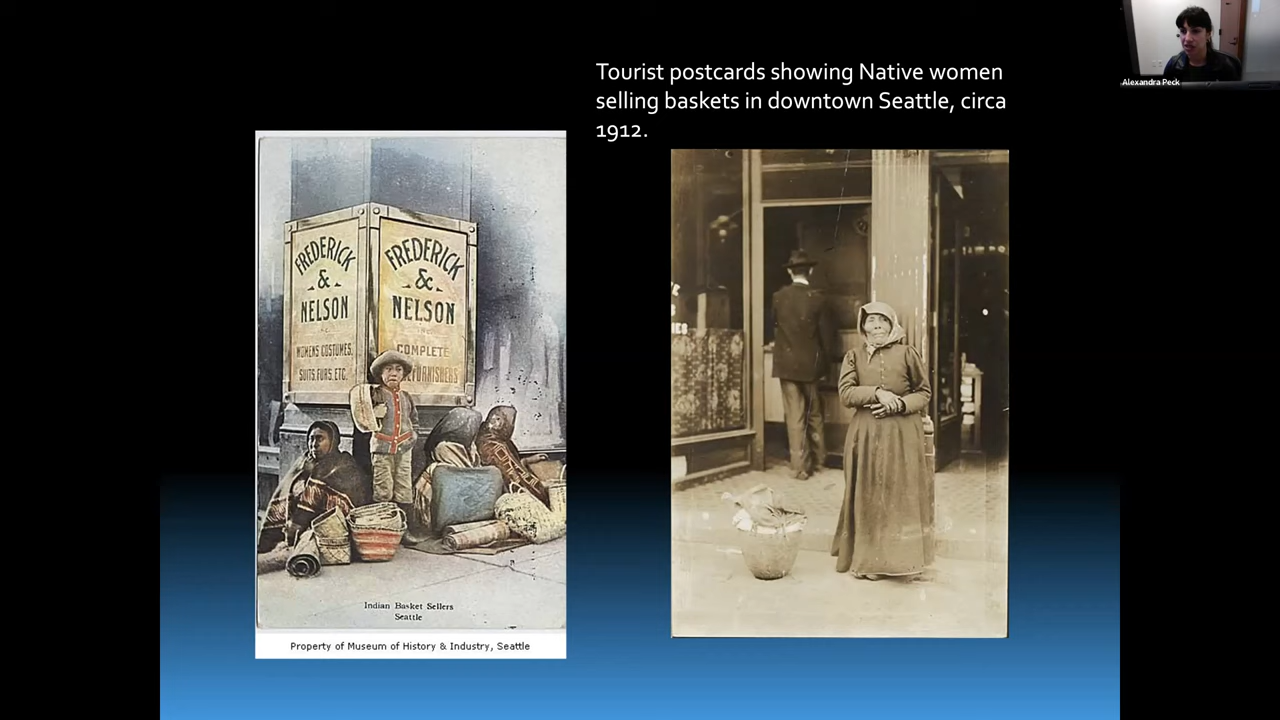 Alexandra Peck
Tourist postcards showing Native women
selling baskets in downtown Seattle, circa
1912.
FREDERICK
&
NELSON
WOMENS COSTUMES,
SUITS, FURS, ETC.
FREDERICK
&
NELSON
COMPLETE
FURNISHERS
Indian Basket Sellers
Seattle
Property of Museum of History & Industry, Seattle